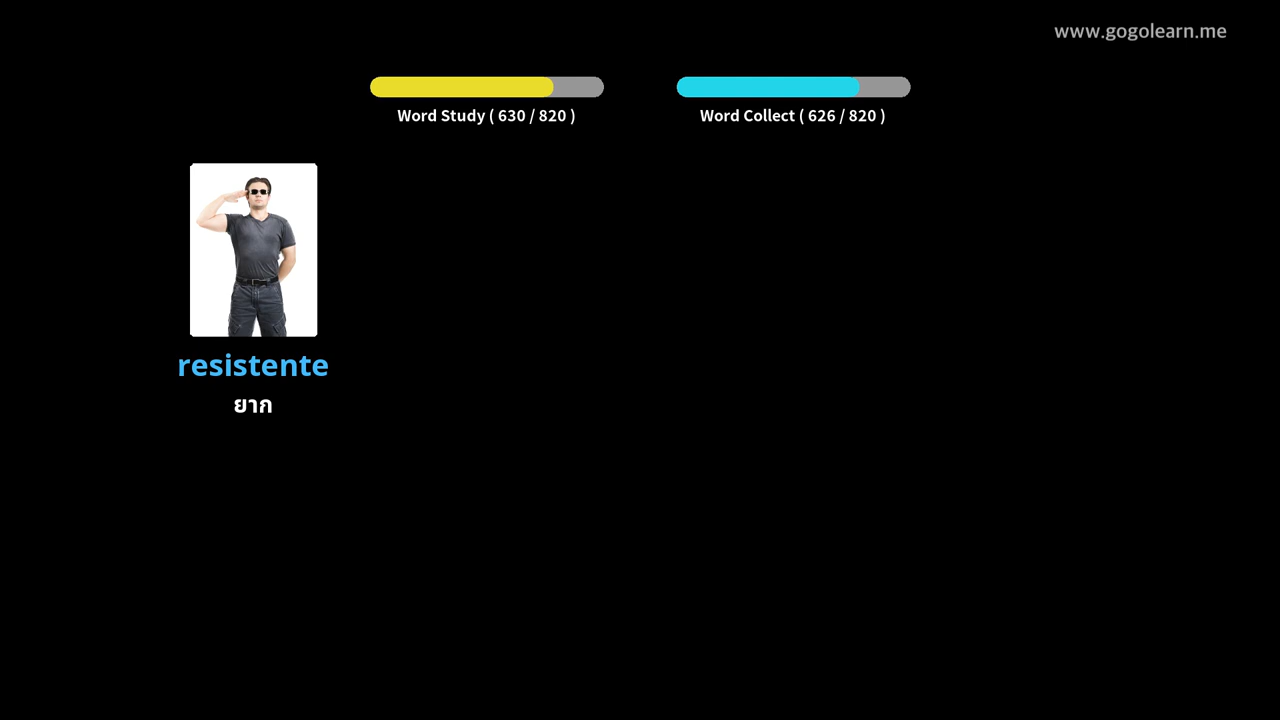 www.gogolearn.me
Word Study ( 630 / 820 )
Word Collect ( 626 / 820 )
resistente
ยาก